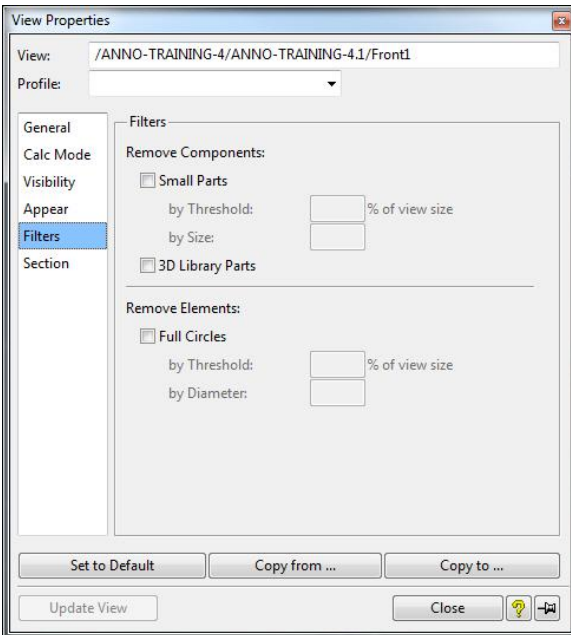 View Properties
View: /ANNO-TRAINING-4/ANNO-TRAINING-4.1/Front1
Profile:
General
Calc Mode
Visibility
Appear
Filters
Section
Filters
Remove Components:
Small Parts
by Threshold: % of view size
by Size:
3D Library Parts
Remove Elements:
Full Circles
by Threshold: % of view size
by Diameter:
Set to Default Copy from ... Copy to ...
Update View Close ?